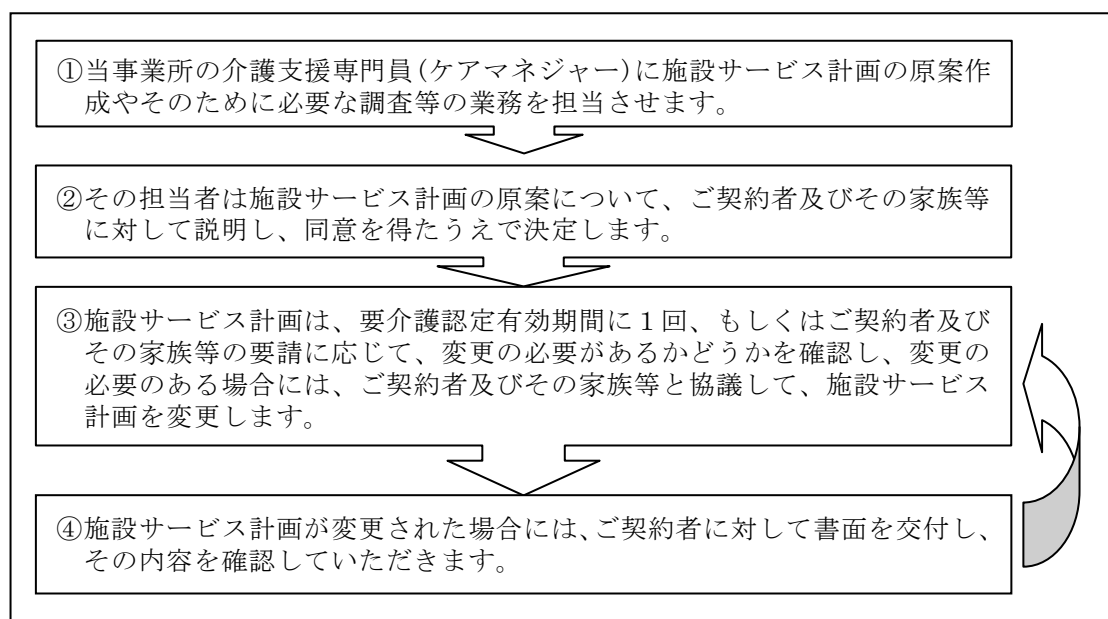 ①当事業所の介護支援専門員(ケアマネジャー)に施設サービス計画の原案作
成やそのために必要な調査等の業務を担当させます。
②その担当者は施設サービス計画の原案について、ご契約者及びその家族等
に対して説明し、同意を得たうえで決定します。
③施設サービス計画は、要介護認定有効期間に１回、もしくはご契約者及び
その家族等の要請に応じて、変更の必要があるかどうかを確認し、変更の
必要のある場合には、ご契約者及びその家族等と協議して、施設サービス
計画を変更します。
④施設サービス計画が変更された場合には、ご契約者に対して書面を交付し、
その内容を確認していただきます。